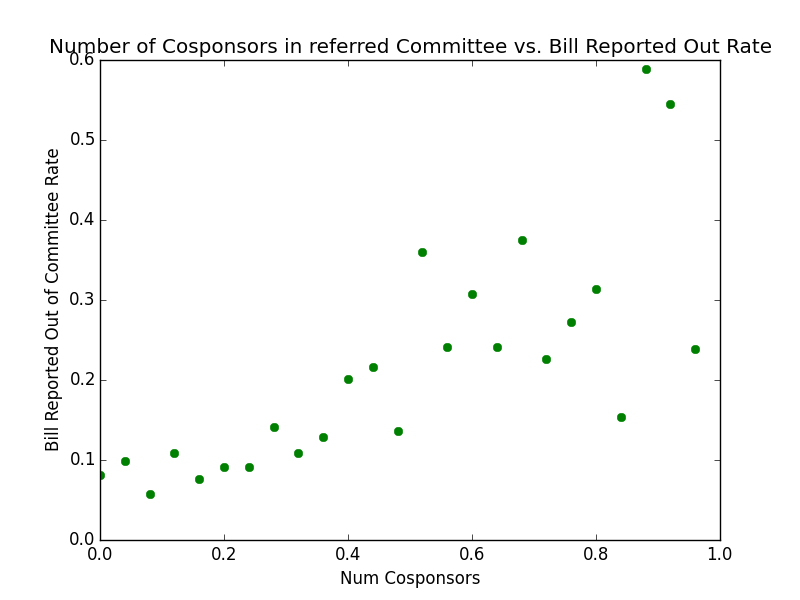 Number of Cosponsors in referred Committee vs. Bill Reported Out Rate
0.6
0.5
0.4
0.3
0.2
0.1
0.0
Bill Reported Out of Committee Rate
0.0 0.2 0.4 0.6 0.8 1.0
Num Cosponsors